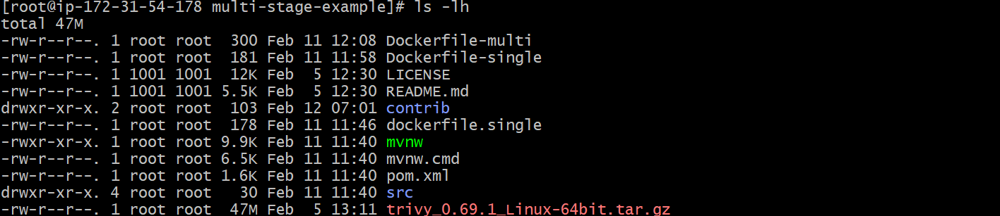 [root@ip-172-31-54-178 multi-stage-example]# ls -lh
total 47M
-rw-r--r--. 1 root root  300 Feb 11 12:08 Dockerfile-multi
-rw-r--r--. 1 root root  181 Feb 11 11:58 Dockerfile-single
-rw-r--r--. 1 1001 1001  12K Feb  5 12:30 LICENSE
-rw-r--r--. 1 1001 1001 5.5K Feb  5 12:30 README.md
drwxr-xr-x. 2 root root  103 Feb 12 07:01 contrib
-rw-r--r--. 1 root root  178 Feb 11 11:46 dockerfile.single
-rwxr-xr-x. 1 root root 9.9K Feb 11 11:40 mvnw
-rw-r--r--. 1 root root 6.5K Feb 11 11:40 mvnw.cmd
-rw-r--r--. 1 root root 1.6K Feb 11 11:40 pom.xml
drwxr-xr-x. 4 root root   30 Feb 11 11:40 src
-rw-r--r--. 1 root root  47M Feb  5 13:11 trivy_0.69.1_Linux-64bit.tar.gz